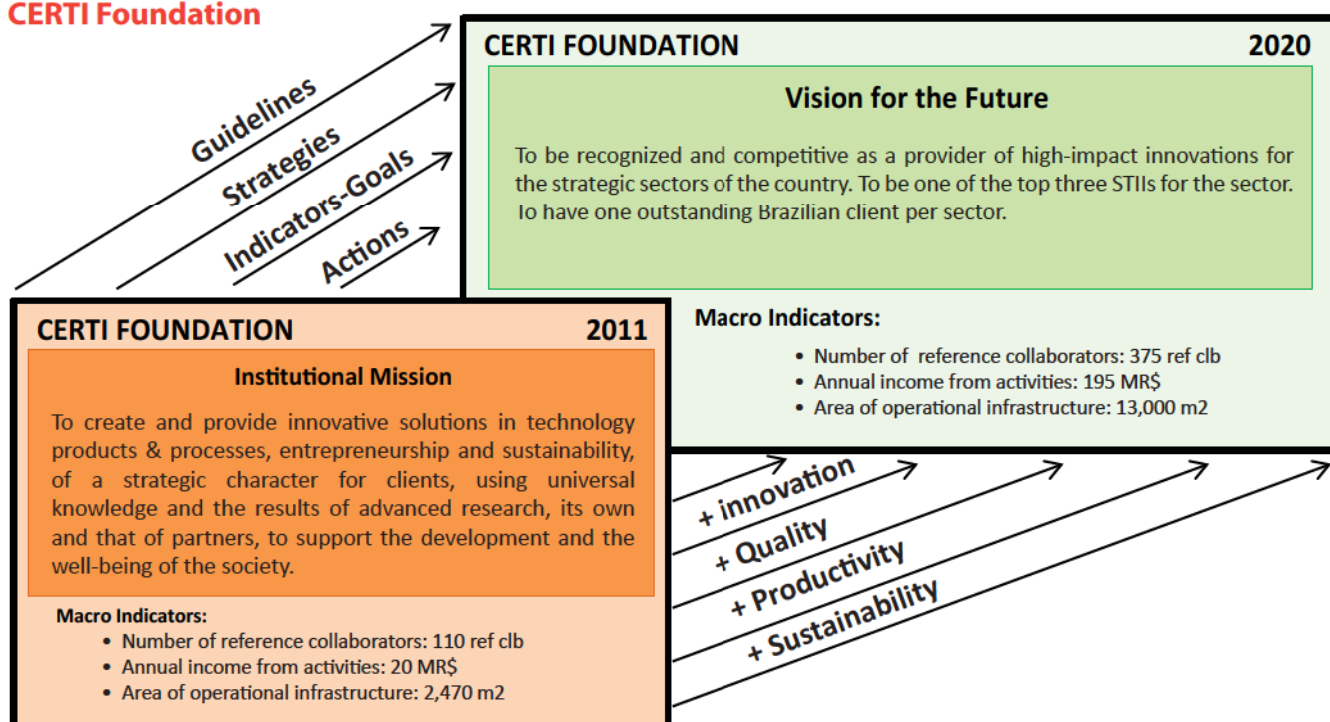 CERTI Foundation
Guidelines
Strategies
Indicators-Goals
Actions
CERTI FOUNDATION 2020
Vision for the Future
To be recognized and competitive as a provider of high-impact innovations for
the strategic sectors of the country. To be one of the top three STIIs for the sector.
To have one outstanding Brazilian client per sector.
Macro Indicators:
• Number of reference collaborators: 375 ref clb
• Annual income from activities: 195 MR$
• Area of operational infrastructure: 13,000 m2
CERTI FOUNDATION 2011
Institutional Mission
To create and provide innovative solutions in technology
products & processes, entrepreneurship and sustainability,
of a strategic character for clients, using universal
knowledge and the results of advanced research, its own
and that of partners, to support the development and the
well-being of the society.
Macro Indicators:
• Number of reference collaborators: 110 ref clb
• Annual income from activities: 20 MR$
• Area of operational infrastructure: 2,470 m2
+ innovation
+ Quality
+ Productivity
+ Sustainability